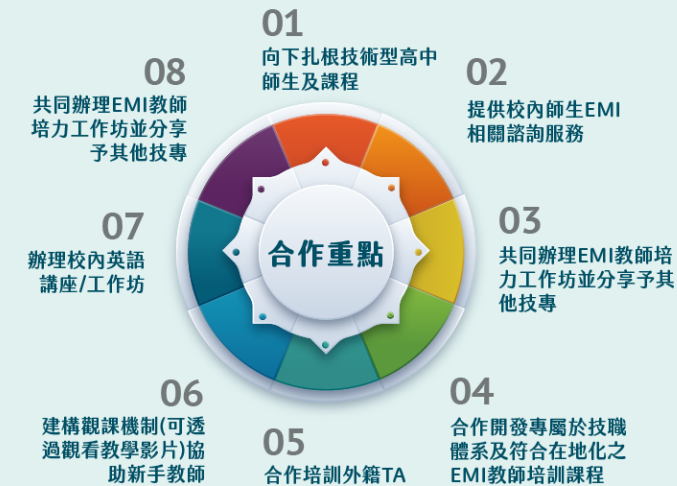 01
向下扎根技術型高中
師生及課程
02
提供校內師生EMI
相關諮詢服務
03
共同辦理EMI教師培
力工作坊並分享予其
他技專
04
合作開發專屬於技職
體系及符合在地化之
EMI教師培訓課程
05
合作培訓外籍TA
06
建構觀課機制(可透
過觀看教學影片)協
助新手教師
07
辦理校內英語
講座/工作坊
08
共同辦理EMI教師
培力工作坊並分享
予其他技專
合作重點